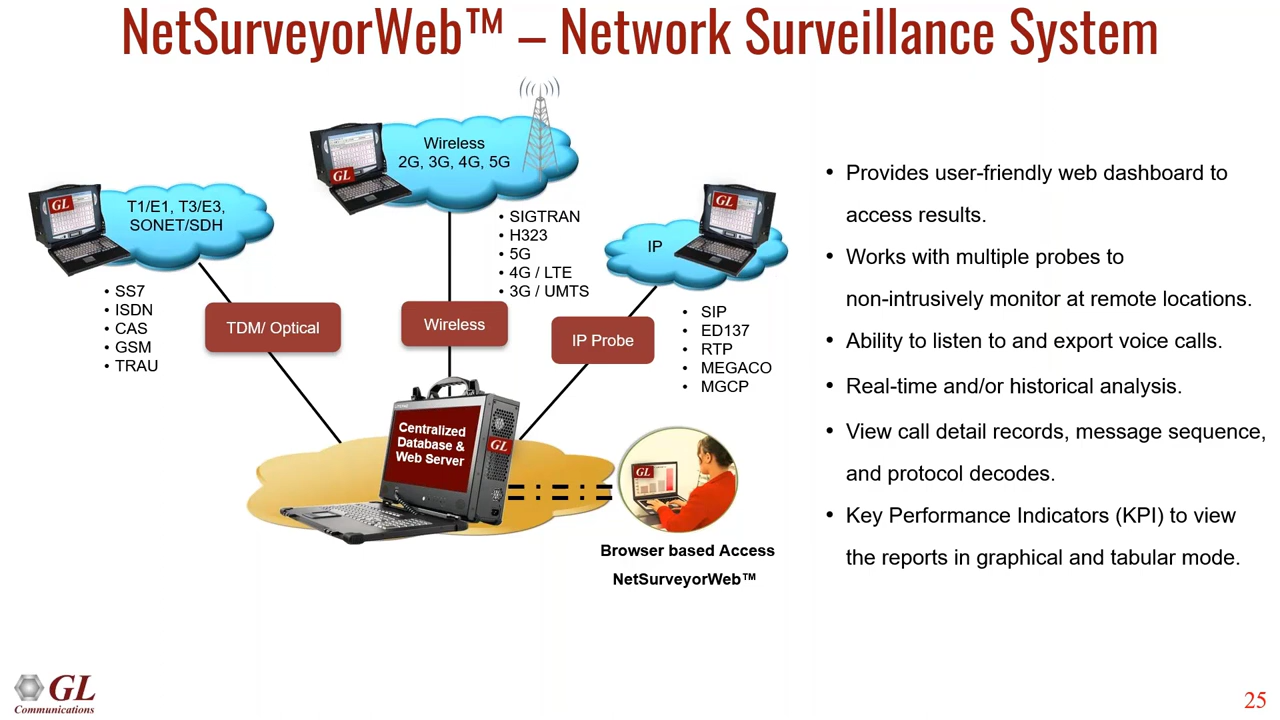 NetSurveyorWeb™ – Network Surveillance System
T1/E1, T3/E3,
SONET/SDH
GL
• SS7
• ISDN
• CAS
• GSM
• TRAU
TDM/ Optical
Wireless
2G, 3G, 4G, 5G
GL
• SIGTRAN
• H323
• 5G
• 4G / LTE
• 3G / UMTS
Wireless
IP
GL
• SIP
• ED137
• RTP
• MEGACO
• MGCP
IP Probe
Centralized
Database &
Web Server
GL
GL
Browser based Access
NetSurveyorWeb™
• Provides user-friendly web dashboard to
access results.
• Works with multiple probes to
non-intrusively monitor at remote locations.
• Ability to listen to and export voice calls.
• Real-time and/or historical analysis.
• View call detail records, message sequence,
and protocol decodes.
• Key Performance Indicators (KPI) to view
the reports in graphical and tabular mode.
GL
Communications
25